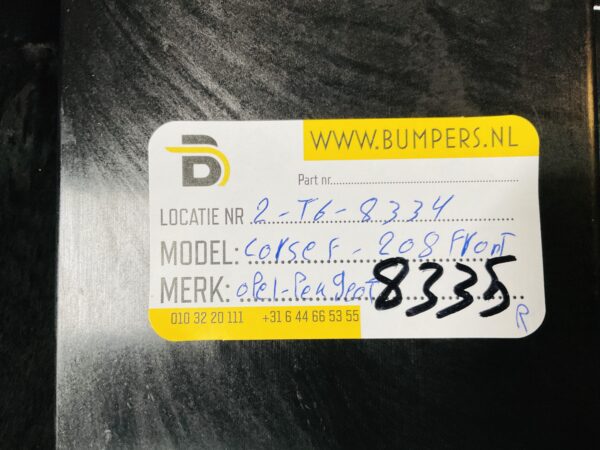 WWW.BUMPERS.NL
B
Part nr.
LOCATIE NR 2-T6-8334
MODEL: Corse F - 208 Front
MERK: opel-Peugeot 8335
R
010 32 20 111 +31 6 44 66 53 55